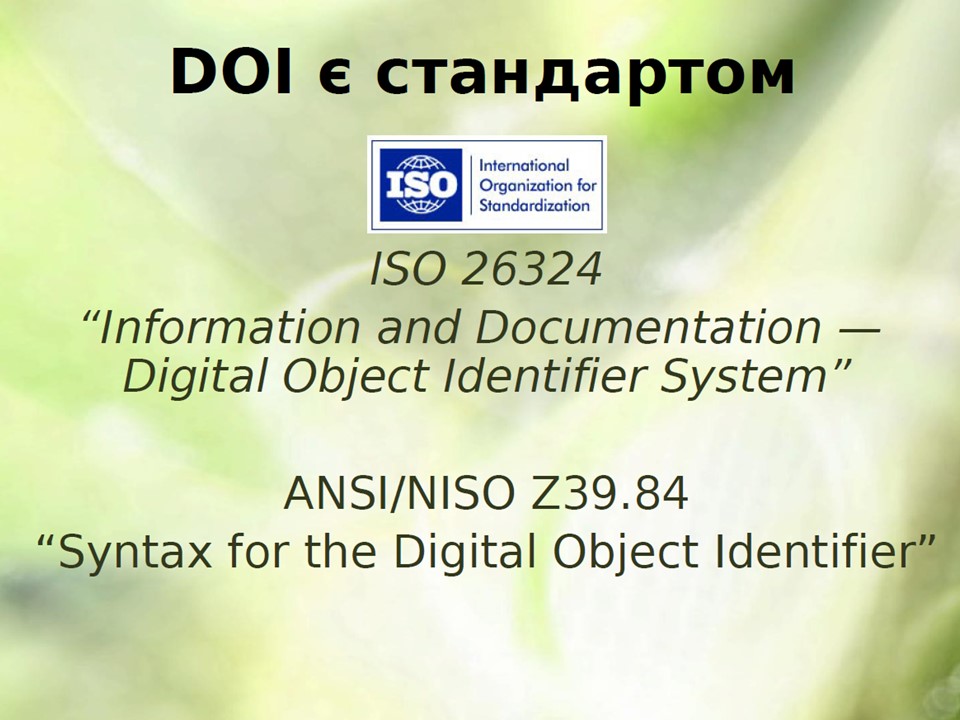 DOI є стандартом
ISO
International
Organization for
Standardization
ISO 26324
“Information and Documentation —
Digital Object Identifier System”
ANSI/NISO Z39.84
“Syntax for the Digital Object Identifier”